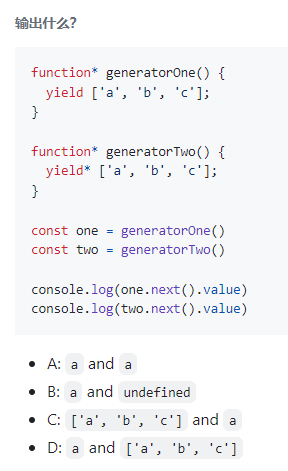 输出什么?
function* generatorOne() {
  yield ['a', 'b', 'c'];
}
function* generatorTwo() {
  yield* ['a', 'b', 'c'];
}
const one = generatorOne()
const two = generatorTwo()
console.log(one.next().value)
console.log(two.next().value)
• A: a and a
• B: a and undefined
• C: ['a', 'b', 'c'] and a
• D: a and ['a', 'b', 'c']